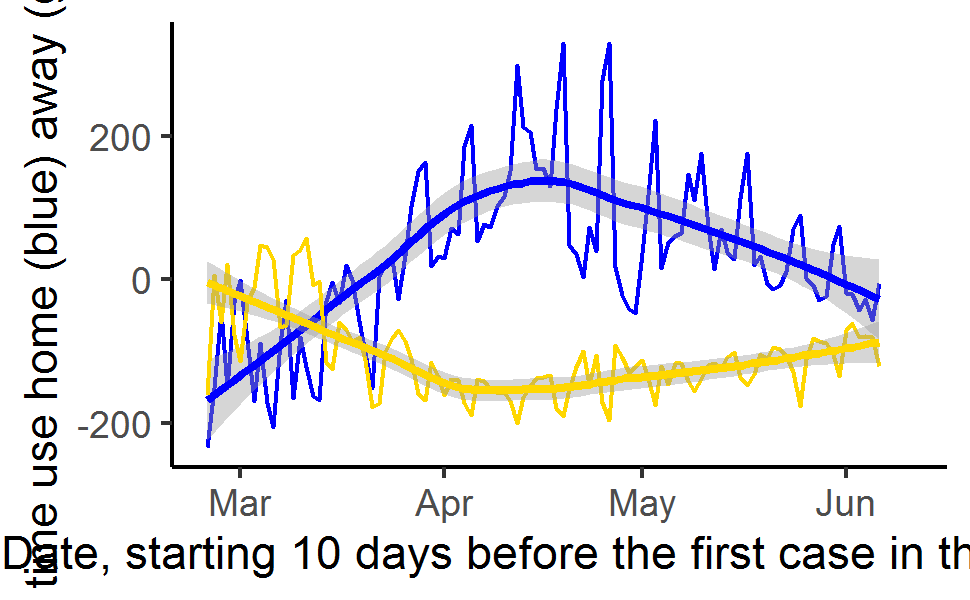 time use home (blue) away (
200
0
-200
Mar Apr May Jun
Date, starting 10 days before the first case in th